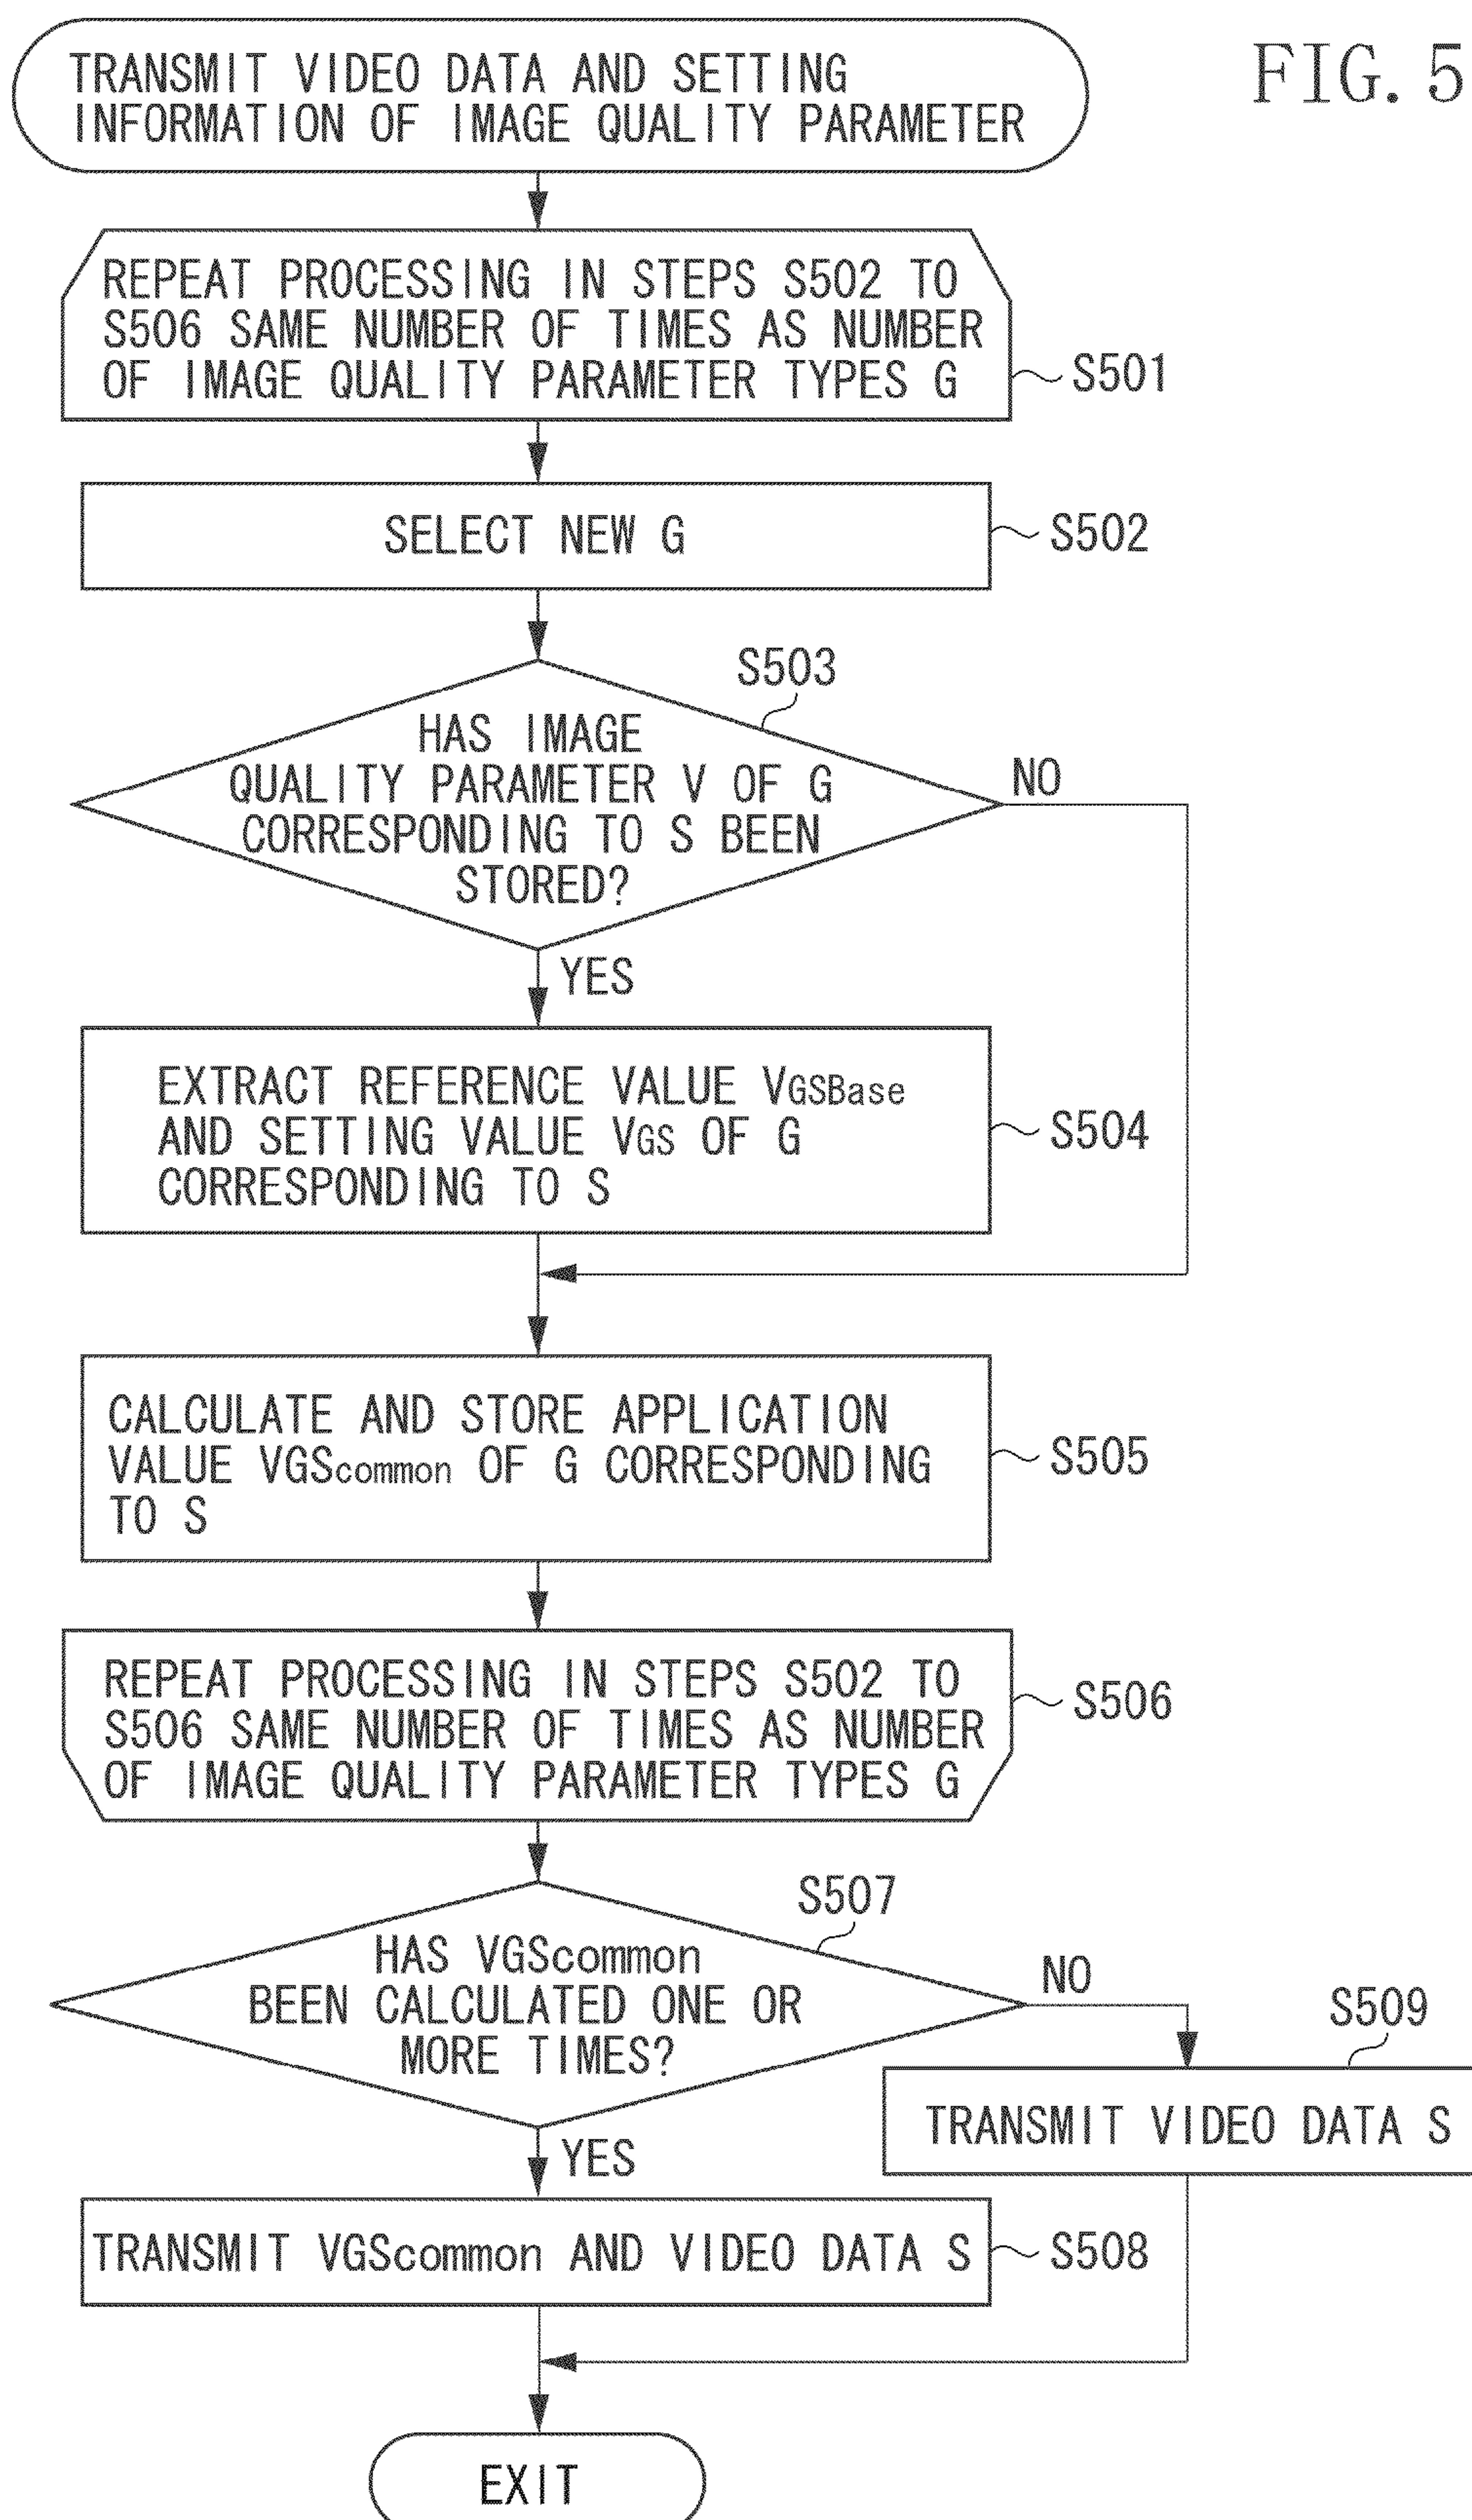 FIG. 5
TRANSMIT VIDEO DATA AND SETTING
INFORMATION OF IMAGE QUALITY PARAMETER
REPEAT PROCESSING IN STEPS S502 TO
S506 SAME NUMBER OF TIMES AS NUMBER
OF IMAGE QUALITY PARAMETER TYPES G
S501
SELECT NEW G
S502
S503
HAS IMAGE
QUALITY PARAMETER V OF G
CORRESPONDING TO S BEEN
STORED?
NO
YES
EXTRACT REFERENCE VALUE VGSBase
AND SETTING VALUE VGS OF G
CORRESPONDING TO S
S504
CALCULATE AND STORE APPLICATION
VALUE VGScommon OF G CORRESPONDING
TO S
S505
REPEAT PROCESSING IN STEPS S502 TO
S506 SAME NUMBER OF TIMES AS NUMBER
OF IMAGE QUALITY PARAMETER TYPES G
S506
S507
HAS VGScommon
BEEN CALCULATED ONE OR
MORE TIMES?
NO
S509
TRANSMIT VIDEO DATA S
YES
TRANSMIT VGScommon AND VIDEO DATA S
S508
EXIT